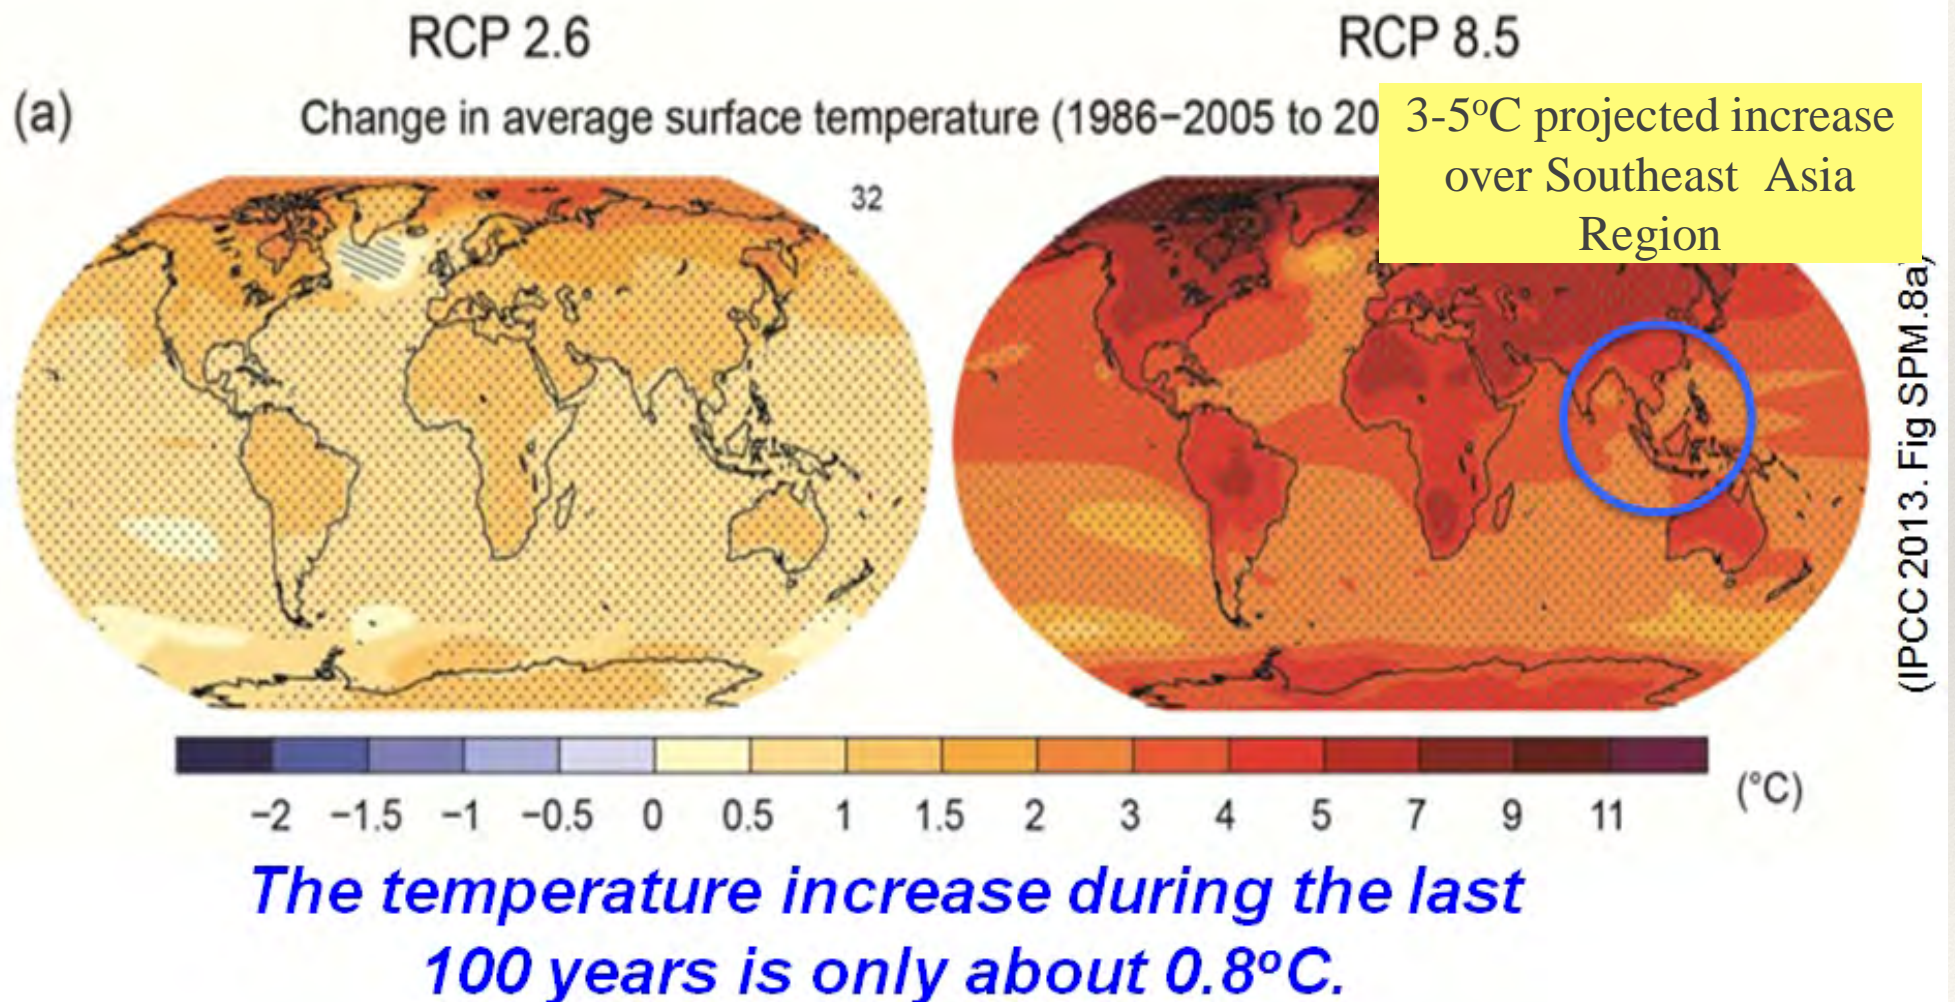 RCP 2.6 RCP 8.5
(a) Change in average surface temperature (1986−2005 to 20
3-5°C projected increase
over Southeast Asia
Region
32
(IPCC 2013. Fig SPM.8a)
−2 −1.5 −1 −0.5 0 0.5 1 1.5 2 3 4 5 7 9 11 (°C)
The temperature increase during the last
100 years is only about 0.8°C.